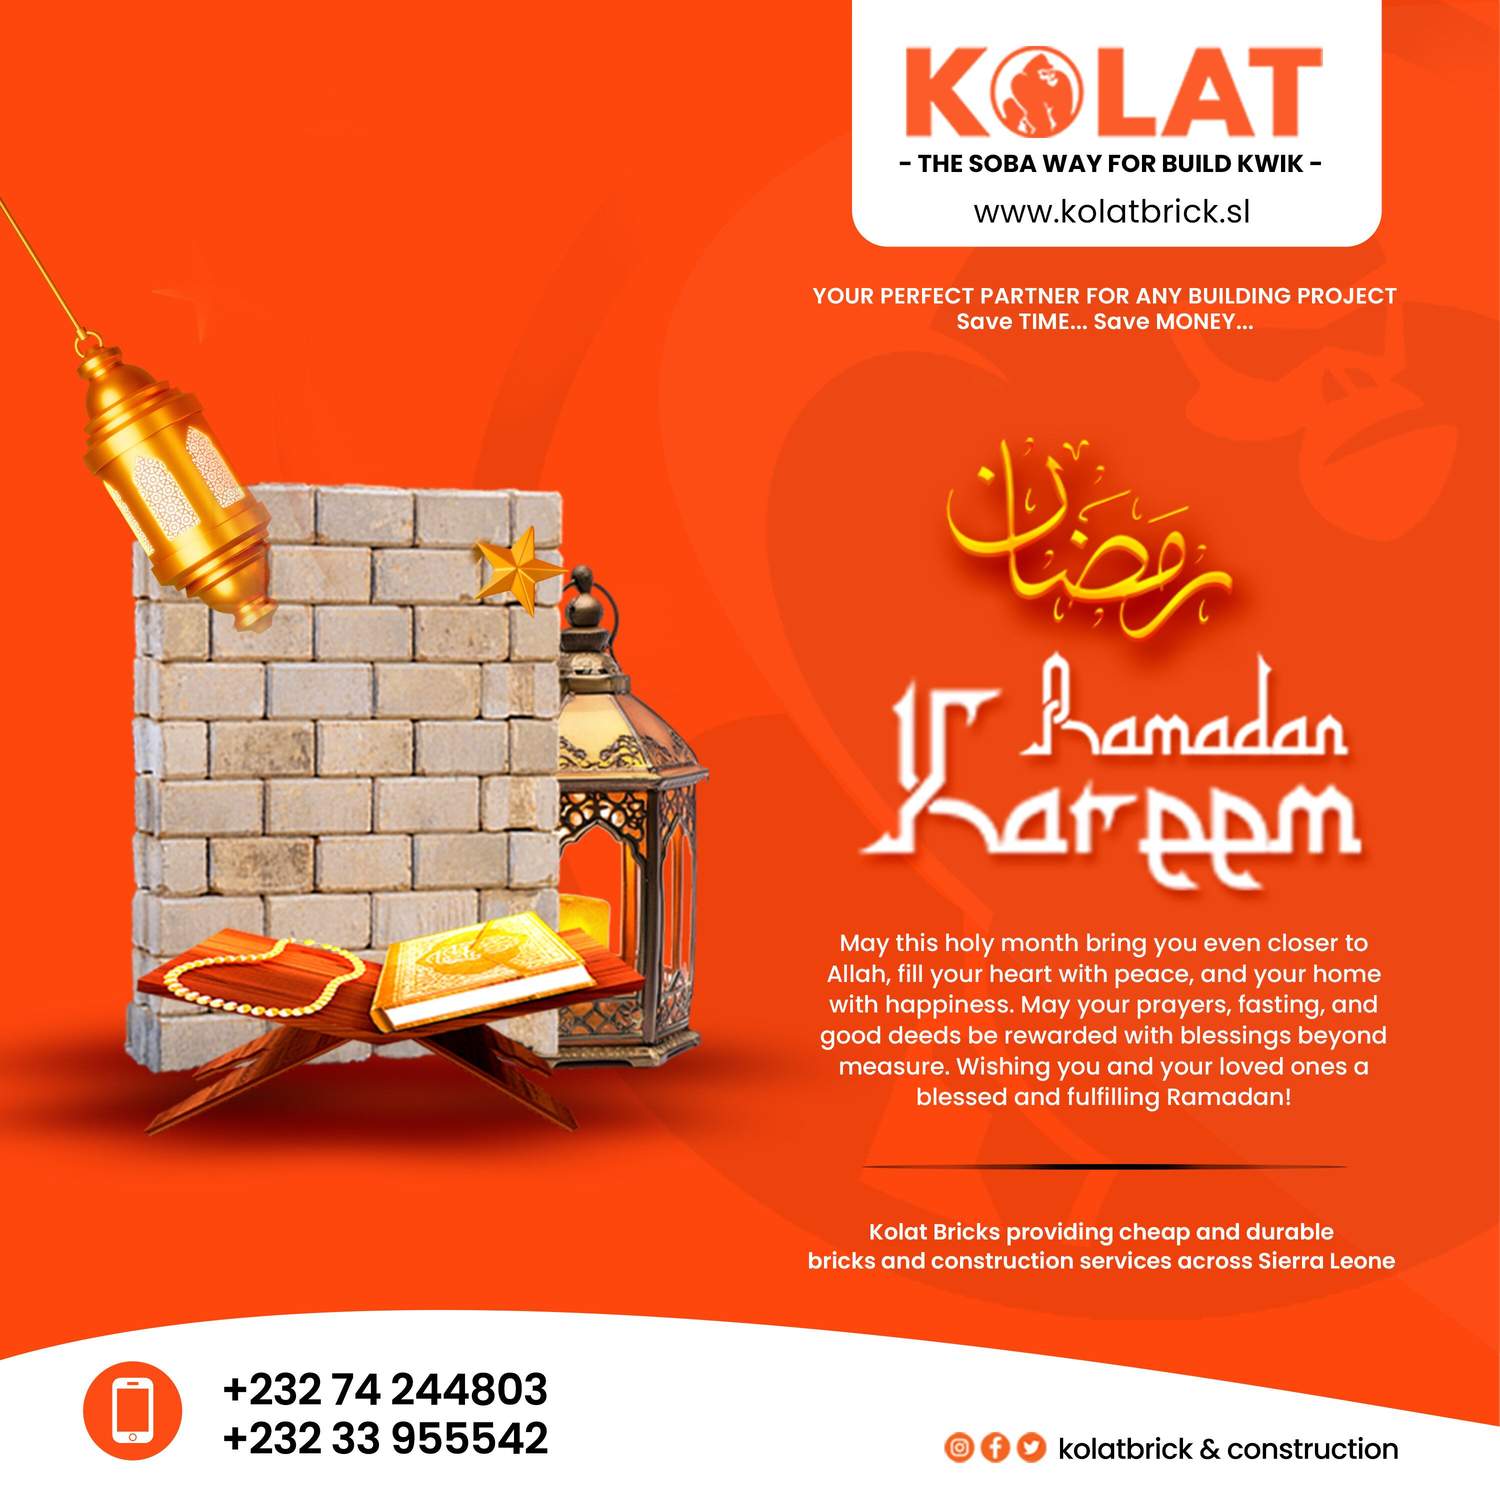 KOLAT
- THE SOBA WAY FOR BUILD KWIK -
www.kolatbrick.sl
YOUR PERFECT PARTNER FOR ANY BUILDING PROJECT
Save TIME... Save MONEY...
رمضان
Ramadan
Kareem
May this holy month bring you even closer to
Allah, fill your heart with peace, and your home
with happiness. May your prayers, fasting, and
good deeds be rewarded with blessings beyond
measure. Wishing you and your loved ones a
blessed and fulfilling Ramadan!
Kolat Bricks providing cheap and durable
bricks and construction services across Sierra Leone
+232 74 244803
+232 33 955542
kolatbrick & construction